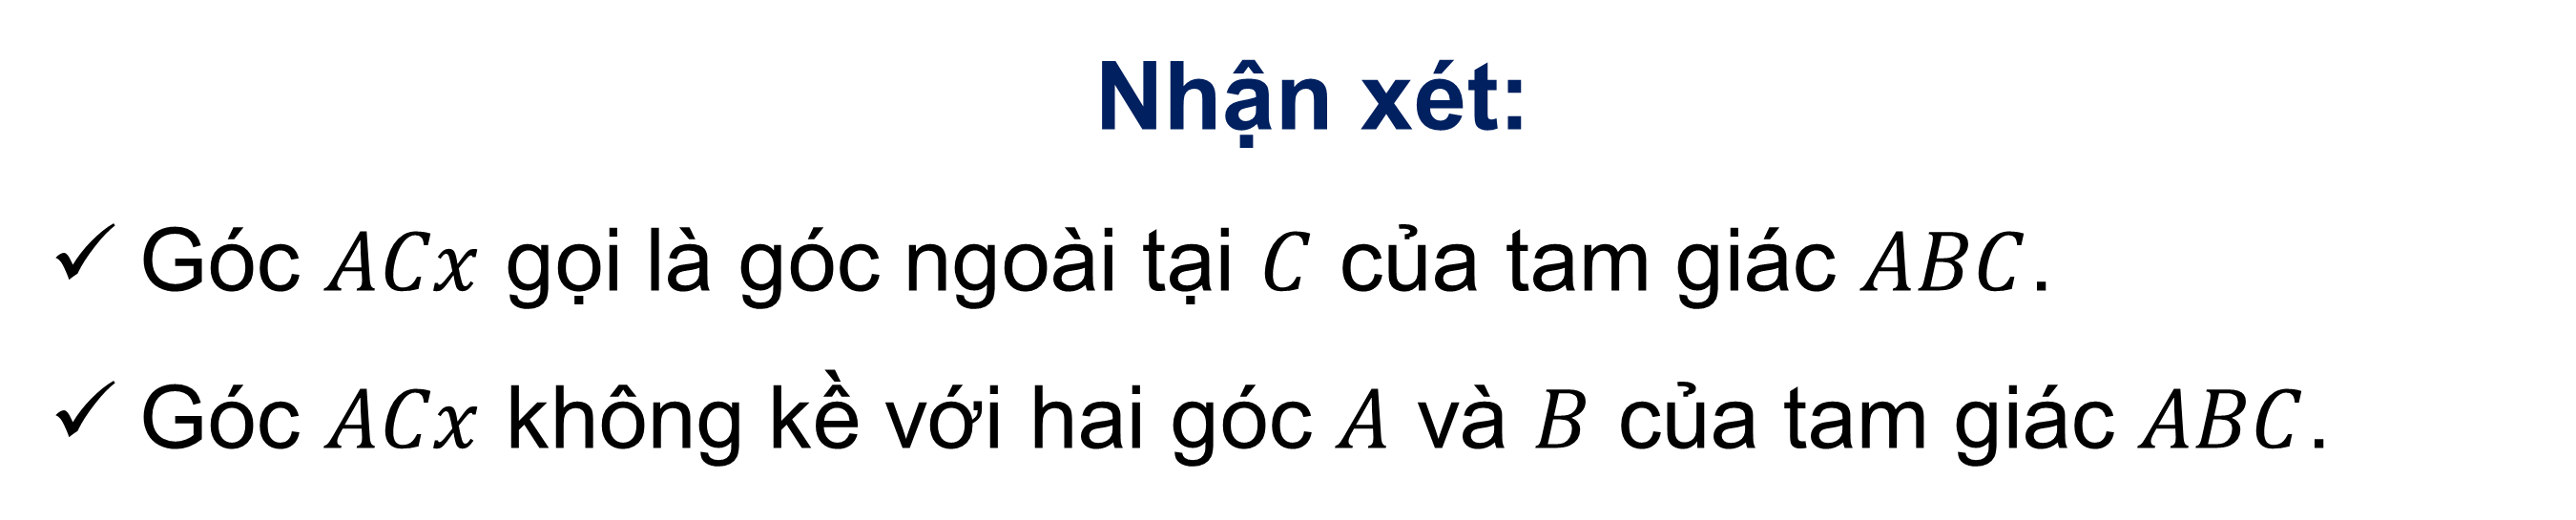 Nhận xét:
✓ Góc ACx gọi là góc ngoài tại C của tam giác ABC.
✓ Góc ACx không kề với hai góc A và B của tam giác ABC.